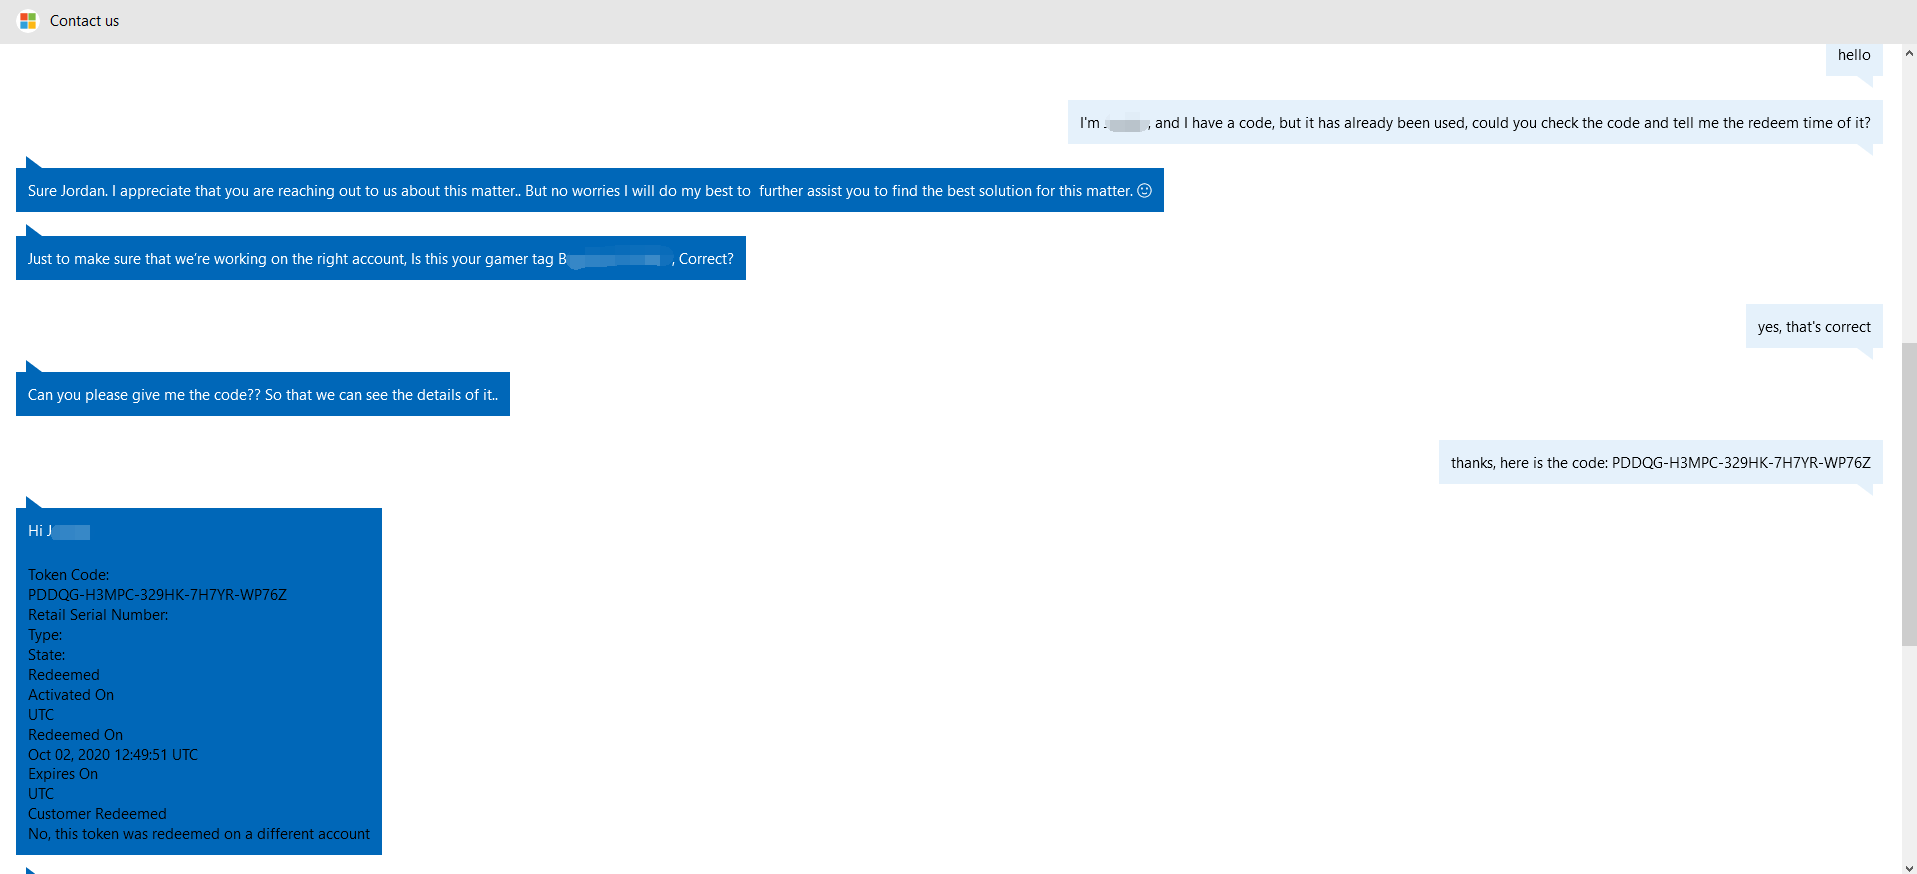 Contact us
hello
I'm , and I have a code, but it has already been used, could you check the code and tell me the redeem time of it?
Sure Jordan. I appreciate that you are reaching out to us about this matter.. But no worries I will do my best to  further assist you to find the best solution for this matter.
Just to make sure that we're working on the right account, Is this your gamer tag B , Correct?
yes, that's correct
Can you please give me the code?? So that we can see the details of it..
thanks, here is the code: PDDQG-H3MPC-329HK-7H7YR-WP76Z
Hi J
Token Code:
PDDQG-H3MPC-329HK-7H7YR-WP76Z
Retail Serial Number:
Type:
State:
Redeemed
Activated On
UTC
Redeemed On
Oct 02, 2020 12:49:51 UTC
Expires On
UTC
Customer Redeemed
No, this token was redeemed on a different account